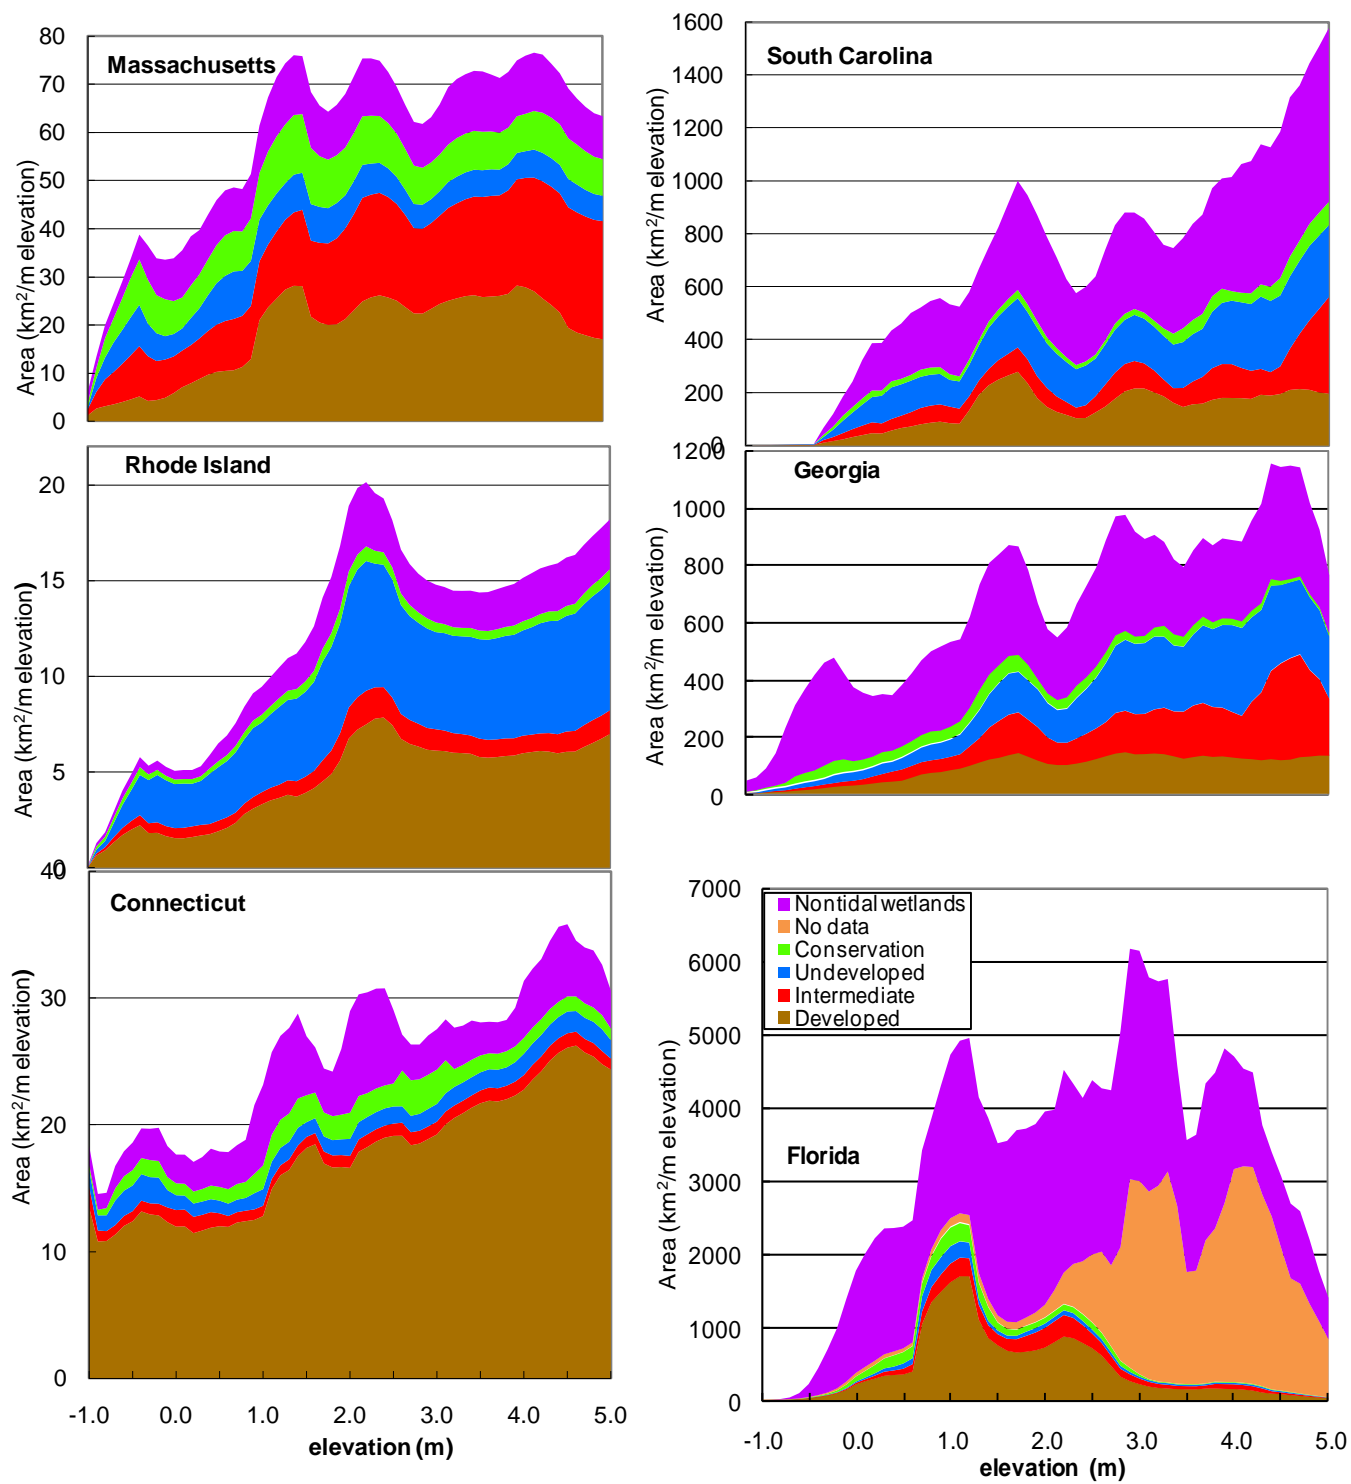 Massachusetts
Area (km²/m elevation)
80
70
60
50
40
30
20
10
0
Rhode Island
Area (km²/m elevation)
20
15
10
5
0
Connecticut
Area (km²/m elevation)
40
30
20
10
0
-1.0 0.0 1.0 2.0 3.0 4.0 5.0
elevation (m)
South Carolina
Area (km²/m elevation)
1600
1400
1200
1000
800
600
400
200
0
Georgia
Area (km²/m elevation)
1200
1000
800
600
400
200
0
Florida
Area (km²/m elevation)
7000
6000
5000
4000
3000
2000
1000
0
Nontidal wetlands
No data
Conservation
Undeveloped
Intermediate
Developed
-1.0 0.0 1.0 2.0 3.0 4.0 5.0
elevation (m)